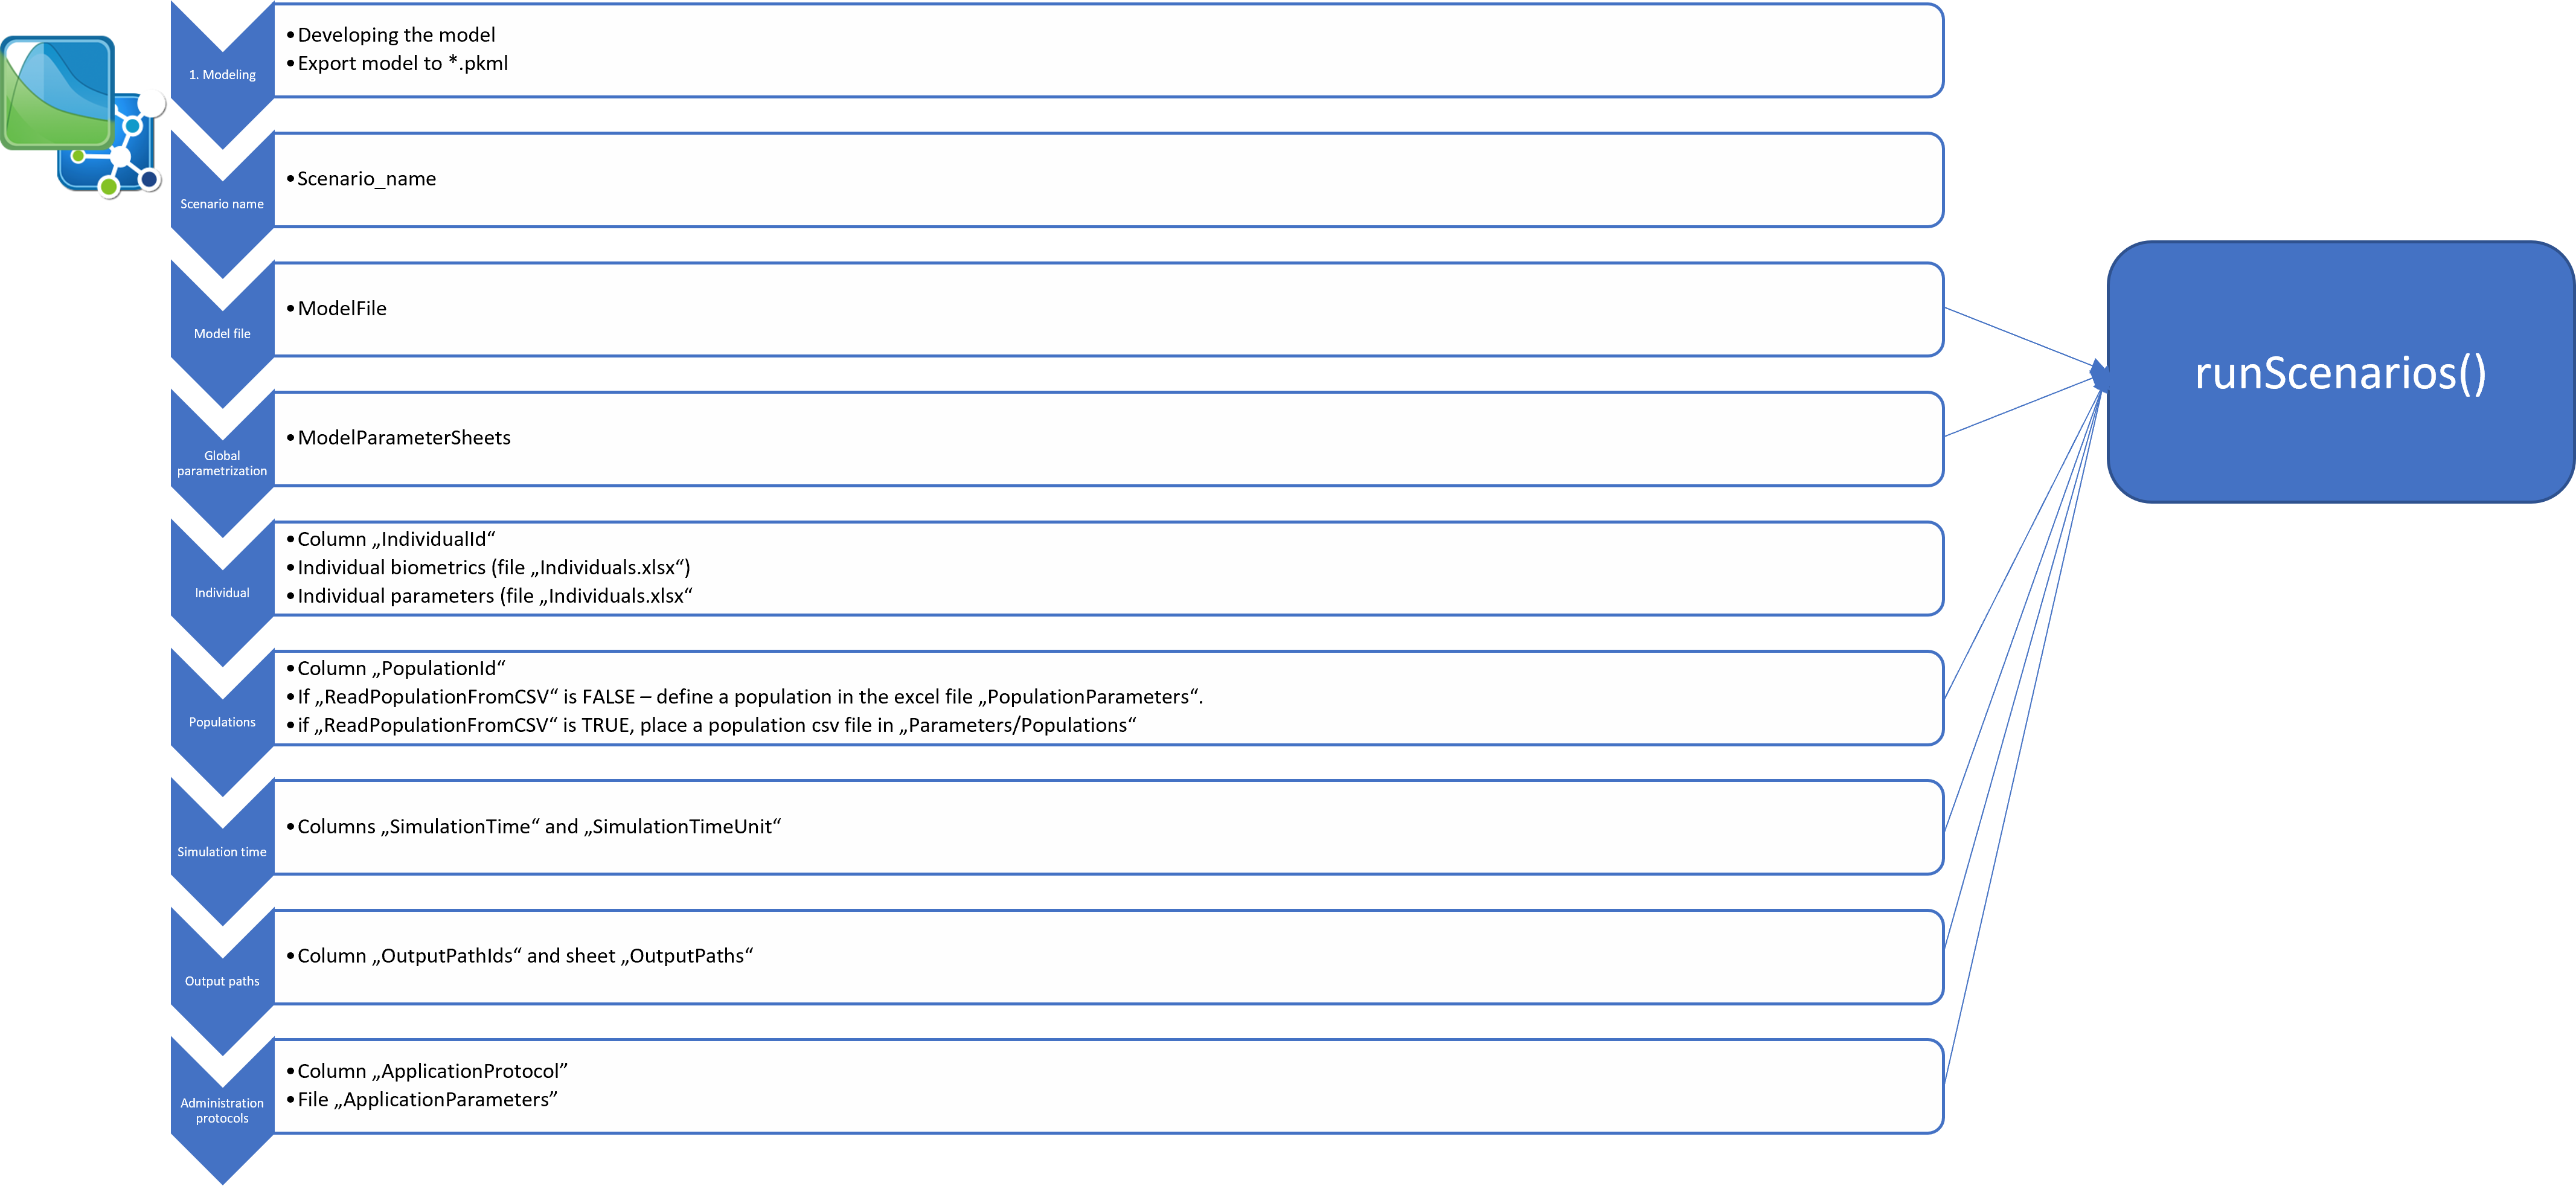 1. Modeling
•Developing the model
•Export model to *.pkml
Scenario name
•Scenario_name
Model file
•ModelFile
Global
parametrization
•ModelParameterSheets
Individual
•Column „IndividualId“
•Individual biometrics (file „Individuals.xlsx“)
•Individual parameters (file „Individuals.xlsx“
Populations
•Column „PopulationId“
•If „ReadPopulationFromCSV“ is FALSE – define a population in the excel file „PopulationParameters“.
•if „ReadPopulationFromCSV“ is TRUE, place a population csv file in „Parameters/Populations“
Simulation time
•Columns „SimulationTime“ and „SimulationTimeUnit“
Output paths
•Column „OutputPathIds“ and sheet „OutputPaths“
Administration
protocols
•Column „ApplicationProtocol”
•File „ApplicationParameters”
runScenarios()